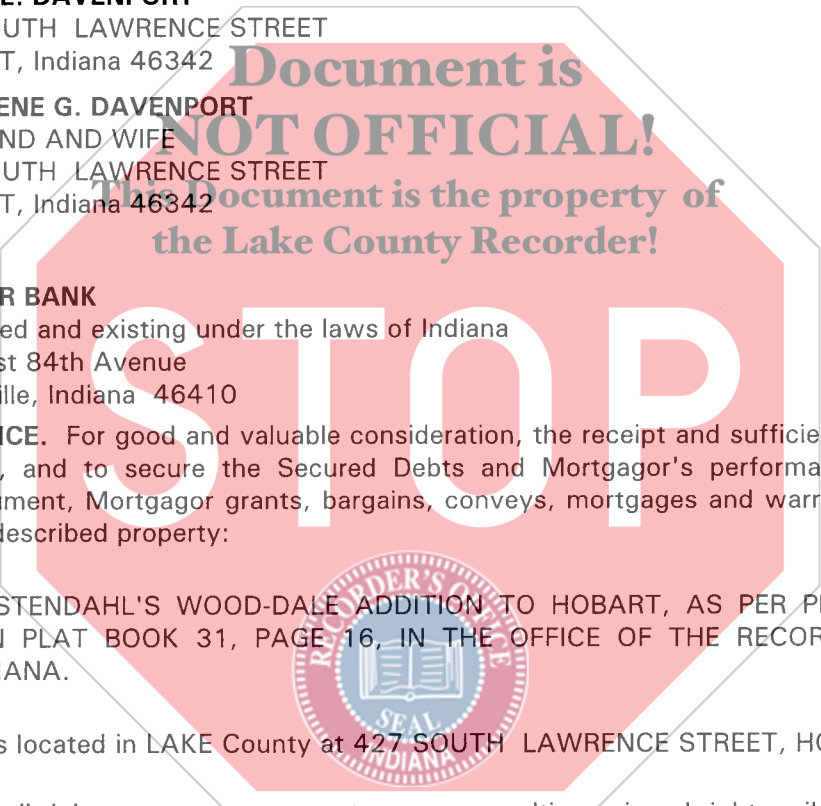 E. DAVENPORT
UTH LAWRENCE STREET
T, Indiana 46342
Document is
ENE G. DAVENPORT
ND AND WIFE
NOT OFFICIAL!
UTH LAWRENCE STREET
This Document is the property of
T, Indiana 46342
the Lake County Recorder!
R BANK
ed and existing under the laws of Indiana
st 84th Avenue
ille, Indiana 46410
STOP
ICE. For good and valuable consideration, the receipt and sufficie
, and to secure the Secured Debts and Mortgagor's performa
ment, Mortgagor grants, bargains, conveys, mortgages and warr
described property:
STENDAHL'S WOOD-DALE ADDITION TO HOBART, AS PER P
N PLAT BOOK 31, PAGE 16, IN THE OFFICE OF THE RECOR
IANA.
RECORDER'S OFFICE
SEAL
INDIANA
s located in LAKE County at 427 SOUTH LAWRENCE STREET, HO